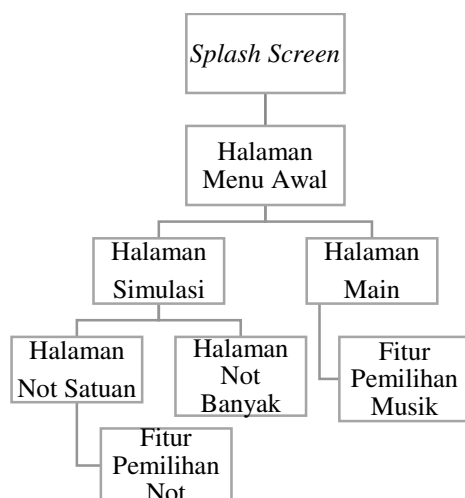 Splash Screen
Halaman
Menu Awal
Halaman
Simulasi
Halaman
Main
Halaman
Not Satuan
Halaman
Not
Banyak
Fitur
Pemilihan
Musik
Fitur
Pemilihan
Not